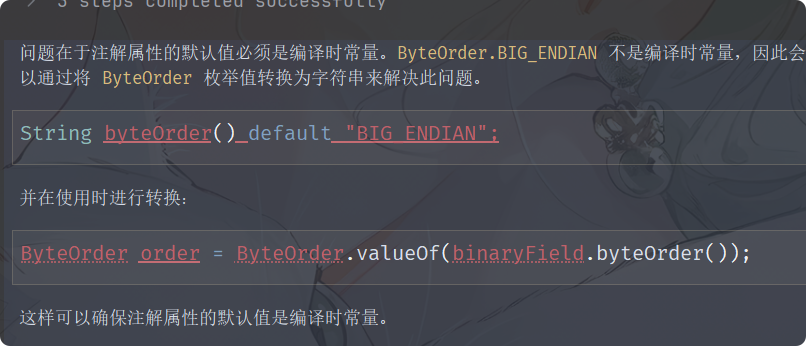 3 steps completed successfully
问题在于注解属性的默认值必须是编译时常量。ByteOrder.BIG_ENDIAN 不是编译时常量，因此会
以通过将 ByteOrder 枚举值转换为字符串来解决此问题。
String byteOrder() default "BIG_ENDIAN";
并在使用时进行转换：
ByteOrder order = ByteOrder.valueOf(binaryField.byteOrder());
这样可以确保注解属性的默认值是编译时常量。